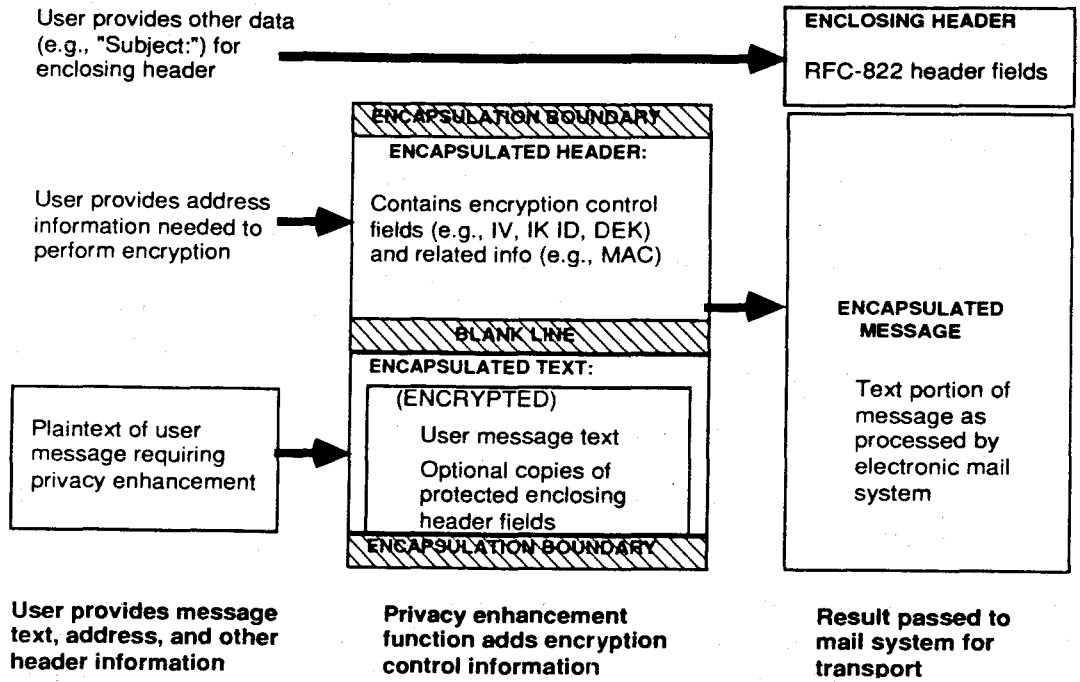 User provides other data
(e.g., "Subject:") for
enclosing header
ENCLOSING HEADER
RFC-822 header fields
ENCAPSULATION BOUNDARY
ENCAPSULATED HEADER:
User provides address
information needed to
perform encryption
Contains encryption control
fields (e.g., IV, IK ID, DEK)
and related info (e.g., MAC)
BLANK LINE
ENCAPSULATED TEXT:
(ENCRYPTED)
User message text
Optional copies of
protected enclosing
header fields
ENCAPSULATION BOUNDARY
Plaintext of user
message requiring
privacy enhancement
ENCAPSULATED
MESSAGE
Text portion of
message as
processed by
electronic mail
system
User provides message
text, address, and other
header information
Privacy enhancement
function adds encryption
control information
Result passed to
mail system for
transport